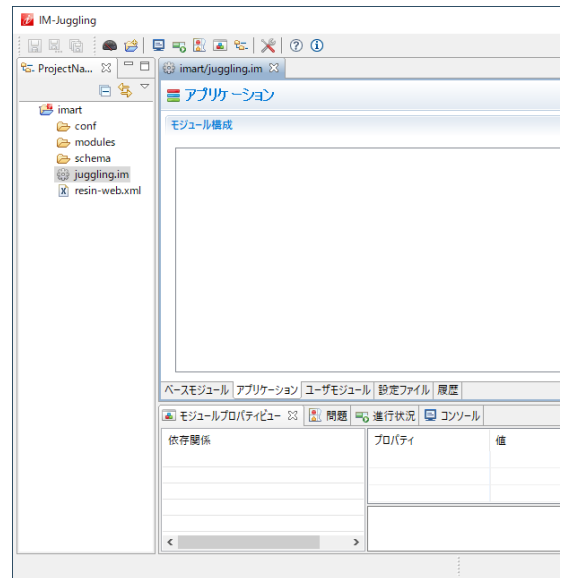 IM-Juggling
ProjectNa...
imart/juggling.im
imart
conf
modules
schema
juggling.im
resin-web.xml
アプリケーション
モジュール構成
ベースモジュール アプリケーション ユーザモジュール 設定ファイル 履歴
モジュールプロパティビュー 問題 進行状況 コンソール
依存関係 プロパティ 値